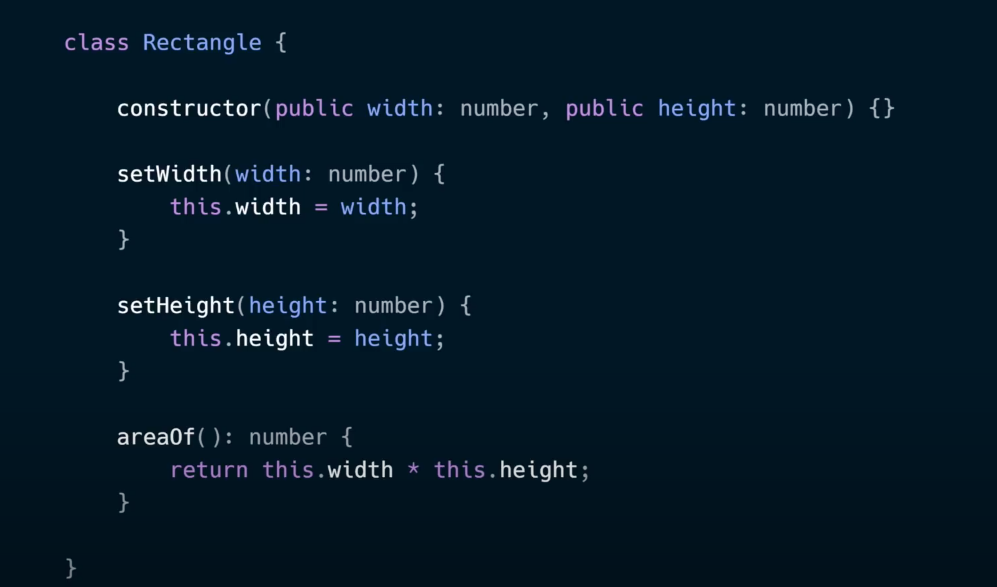 class Rectangle {
constructor(public width: number, public height: number) {}
setWidth(width: number) {
this.width = width;
}
setHeight(height: number) {
this.height = height;
}
areaOf(): number {
return this.width * this.height;
}
}